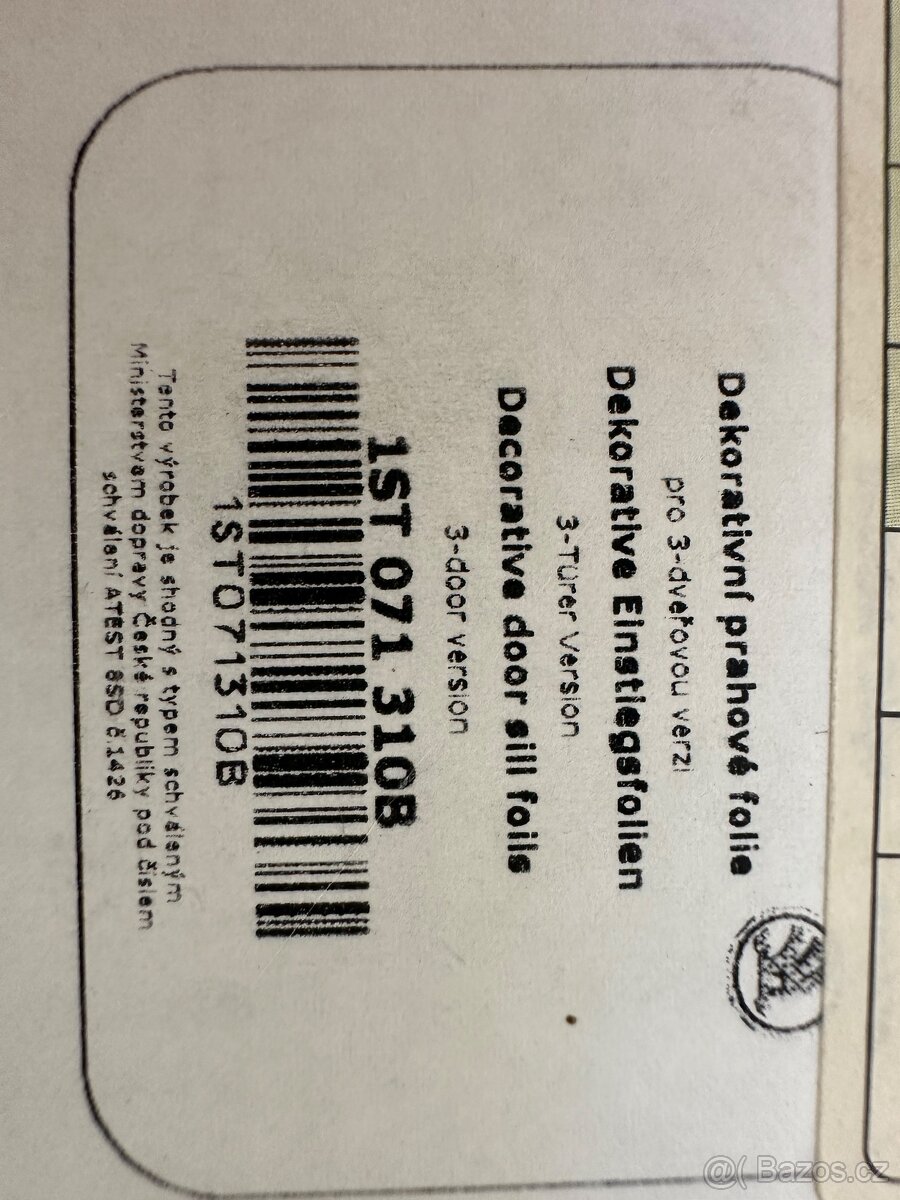 Dekorativní prahové folie
pro 3-dveřovou verzi
Dekorative Einstiegsfolien
3-Türer Version
Decorative door sill foils
3-door version
1ST 071 310B
1ST071310B
Tento výrobek je shodný s typem schváleným
Ministerstvem dopravy České republiky pod číslem
schválení ATEST 8SD č 1426
@( Bazos.cz